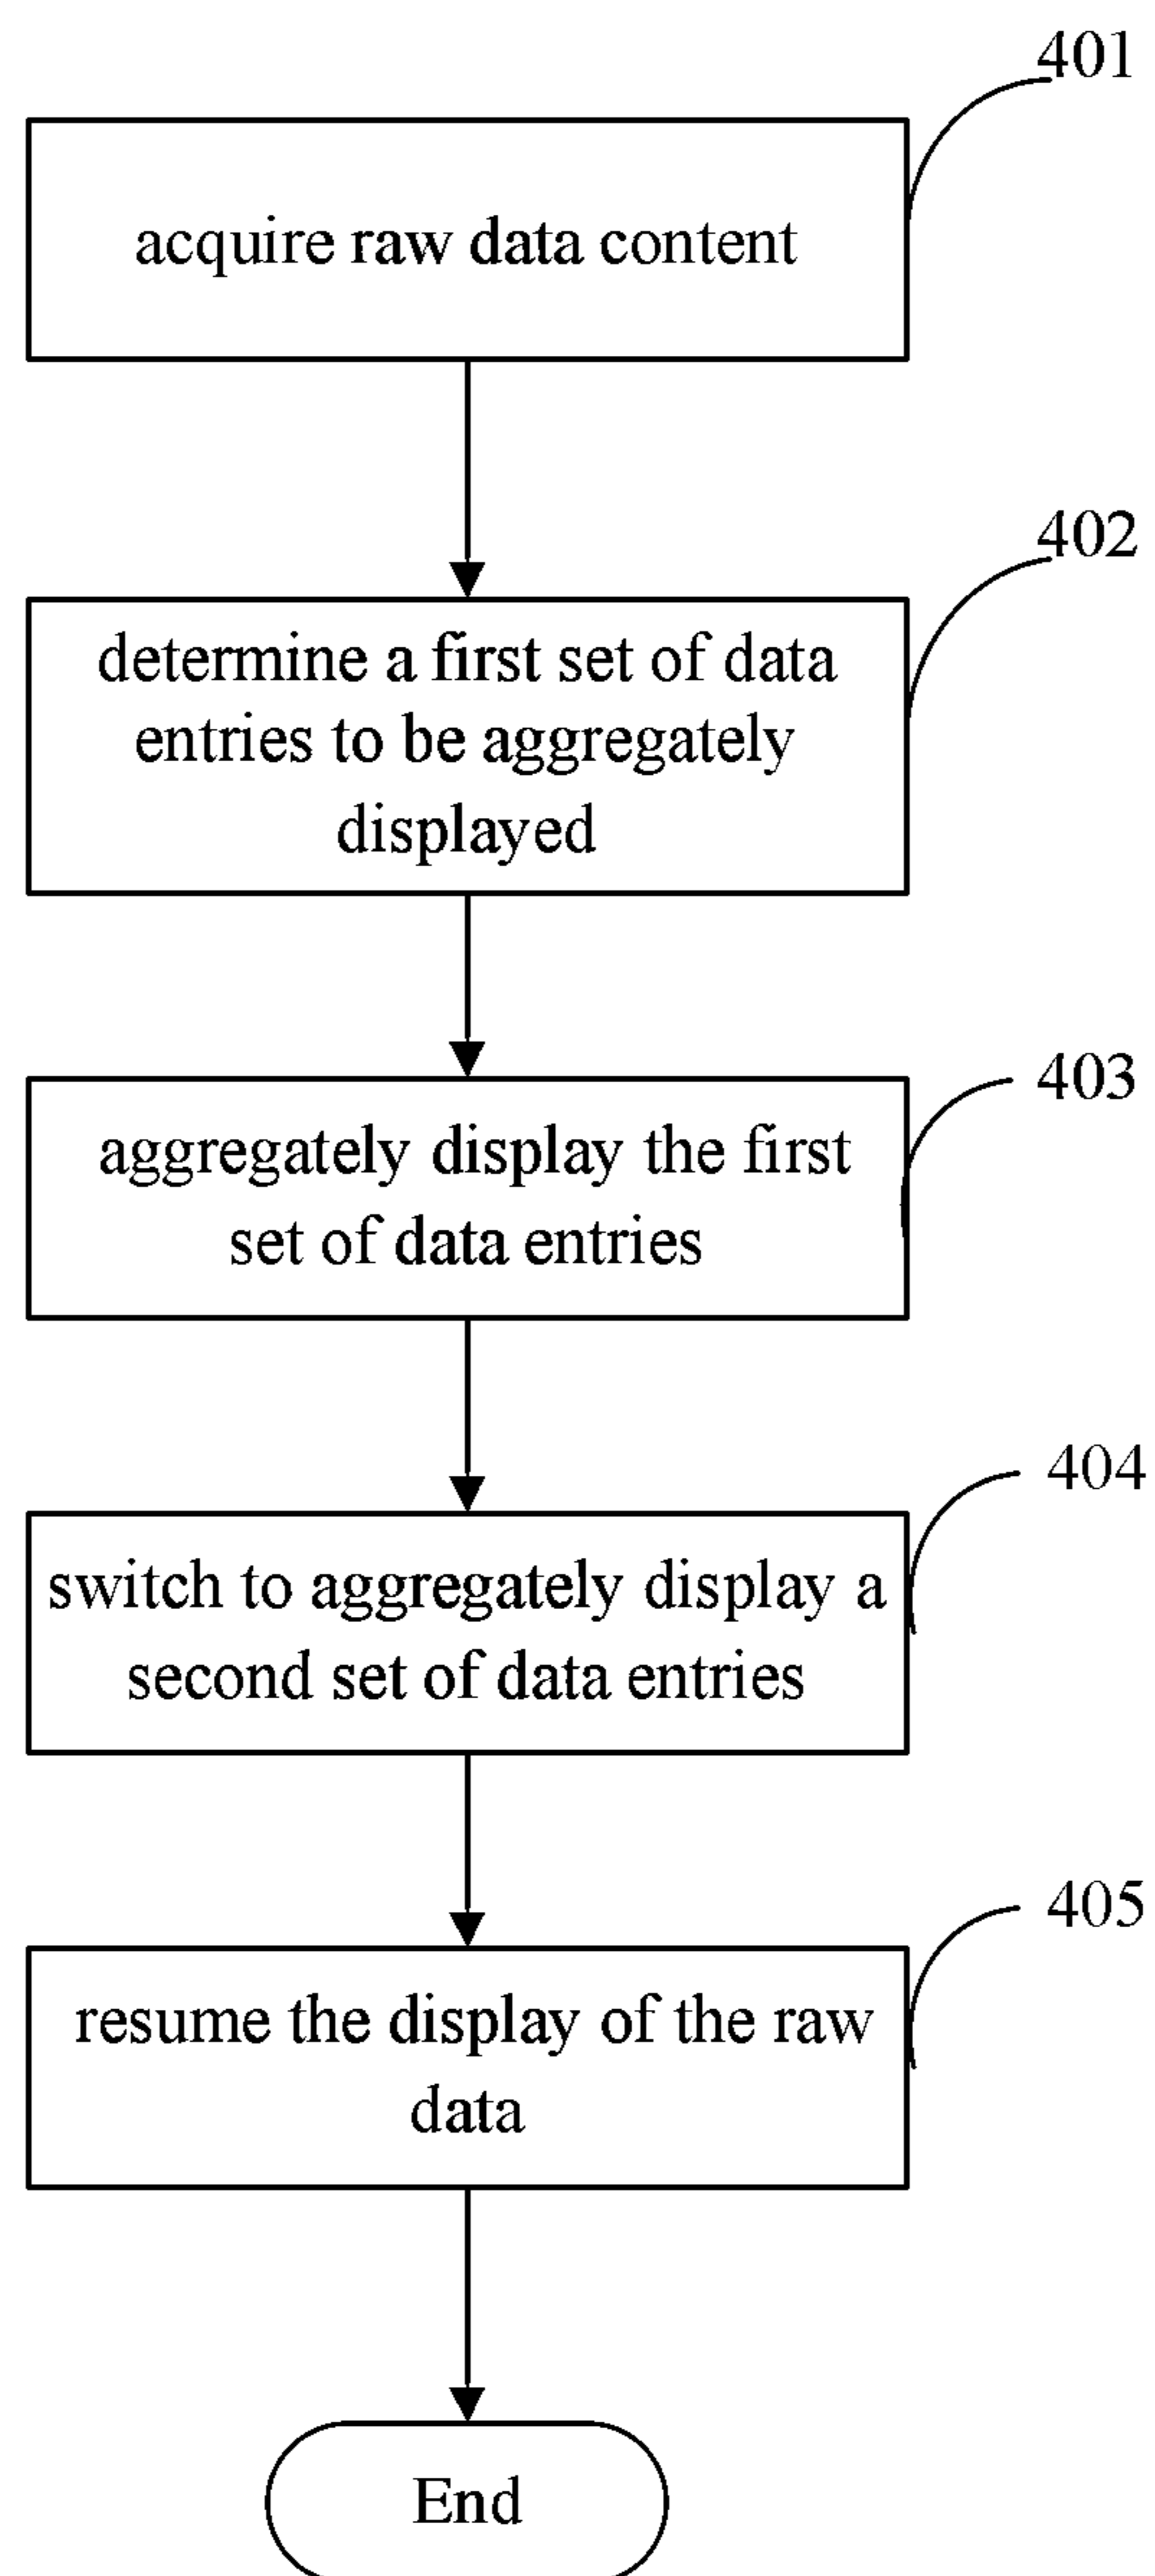 401
acquire raw data content
402
determine a first set of data
entries to be aggregately
displayed
403
aggregately display the first
set of data entries
404
switch to aggregately display a
second set of data entries
405
resume the display of the raw
data
End